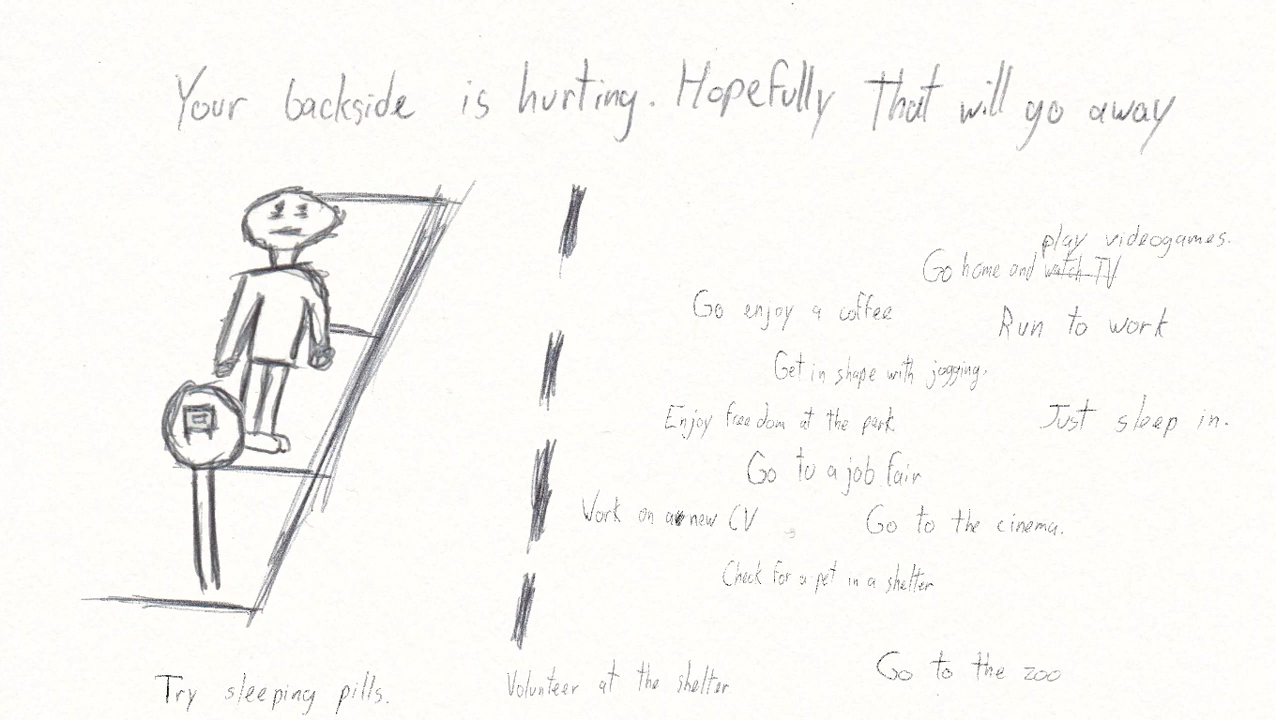 Your backside is hurting. Hopefully that will go away
play videogames.
Go home and watch TV
Go enjoy a coffee
Run to work
Get in shape with jogging.
Enjoy freedom at the park
Just sleep in.
Go to a job fair
Work on a new CV
Go to the cinema.
Check for a pet in a shelter
Go to the zoo
Try sleeping pills.
Volunteer at the shelter